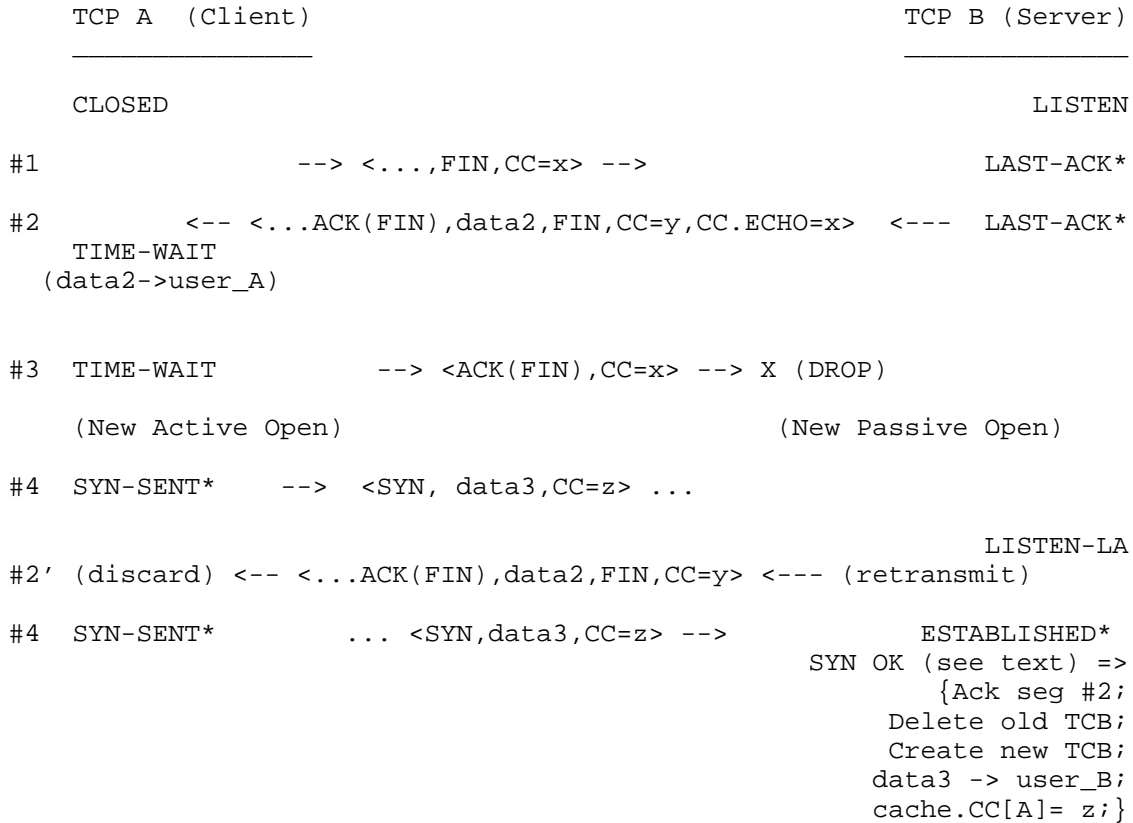 TCP A  (Client)                                     TCP B (Server)
_______________                                     ______________
CLOSED                                                      LISTEN
#1                --> <...,FIN,CC=x> -->                     LAST-ACK*
#2         <-- <...ACK(FIN),data2,FIN,CC=y,CC.ECHO=x>  <---  LAST-ACK*
TIME-WAIT
(data2->user_A)
#3  TIME-WAIT          --> <ACK(FIN),CC=x> --> X (DROP)
(New Active Open)                           (New Passive Open)
#4  SYN-SENT*    -->  <SYN, data3,CC=z> ...
LISTEN-LA
#2' (discard) <-- <...ACK(FIN),data2,FIN,CC=y> <--- (retransmit)
#4  SYN-SENT*       ... <SYN,data3,CC=z> -->            ESTABLISHED*
SYN OK (see text) =>
{Ack seg #2;
Delete old TCB;
Create new TCB;
data3 -> user_B;
cache.CC[A]= z;}